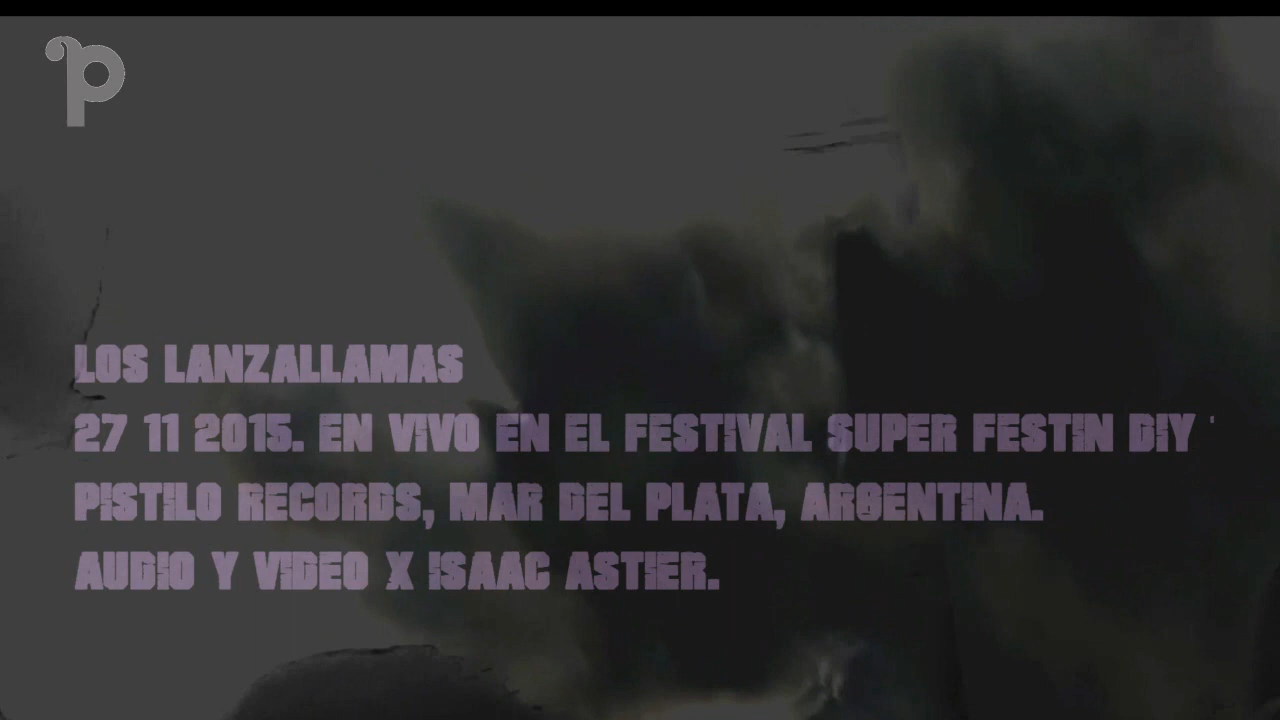 P
LOS LANZALLAMAS
27 11 2015. EN VIVO EN EL FESTIVAL SUPER FESTIN DIY '
PISTILO RECORDS, MAR DEL PLATA, ARGENTINA.
AUDIO Y VIDEO X ISAAC ASTIER.